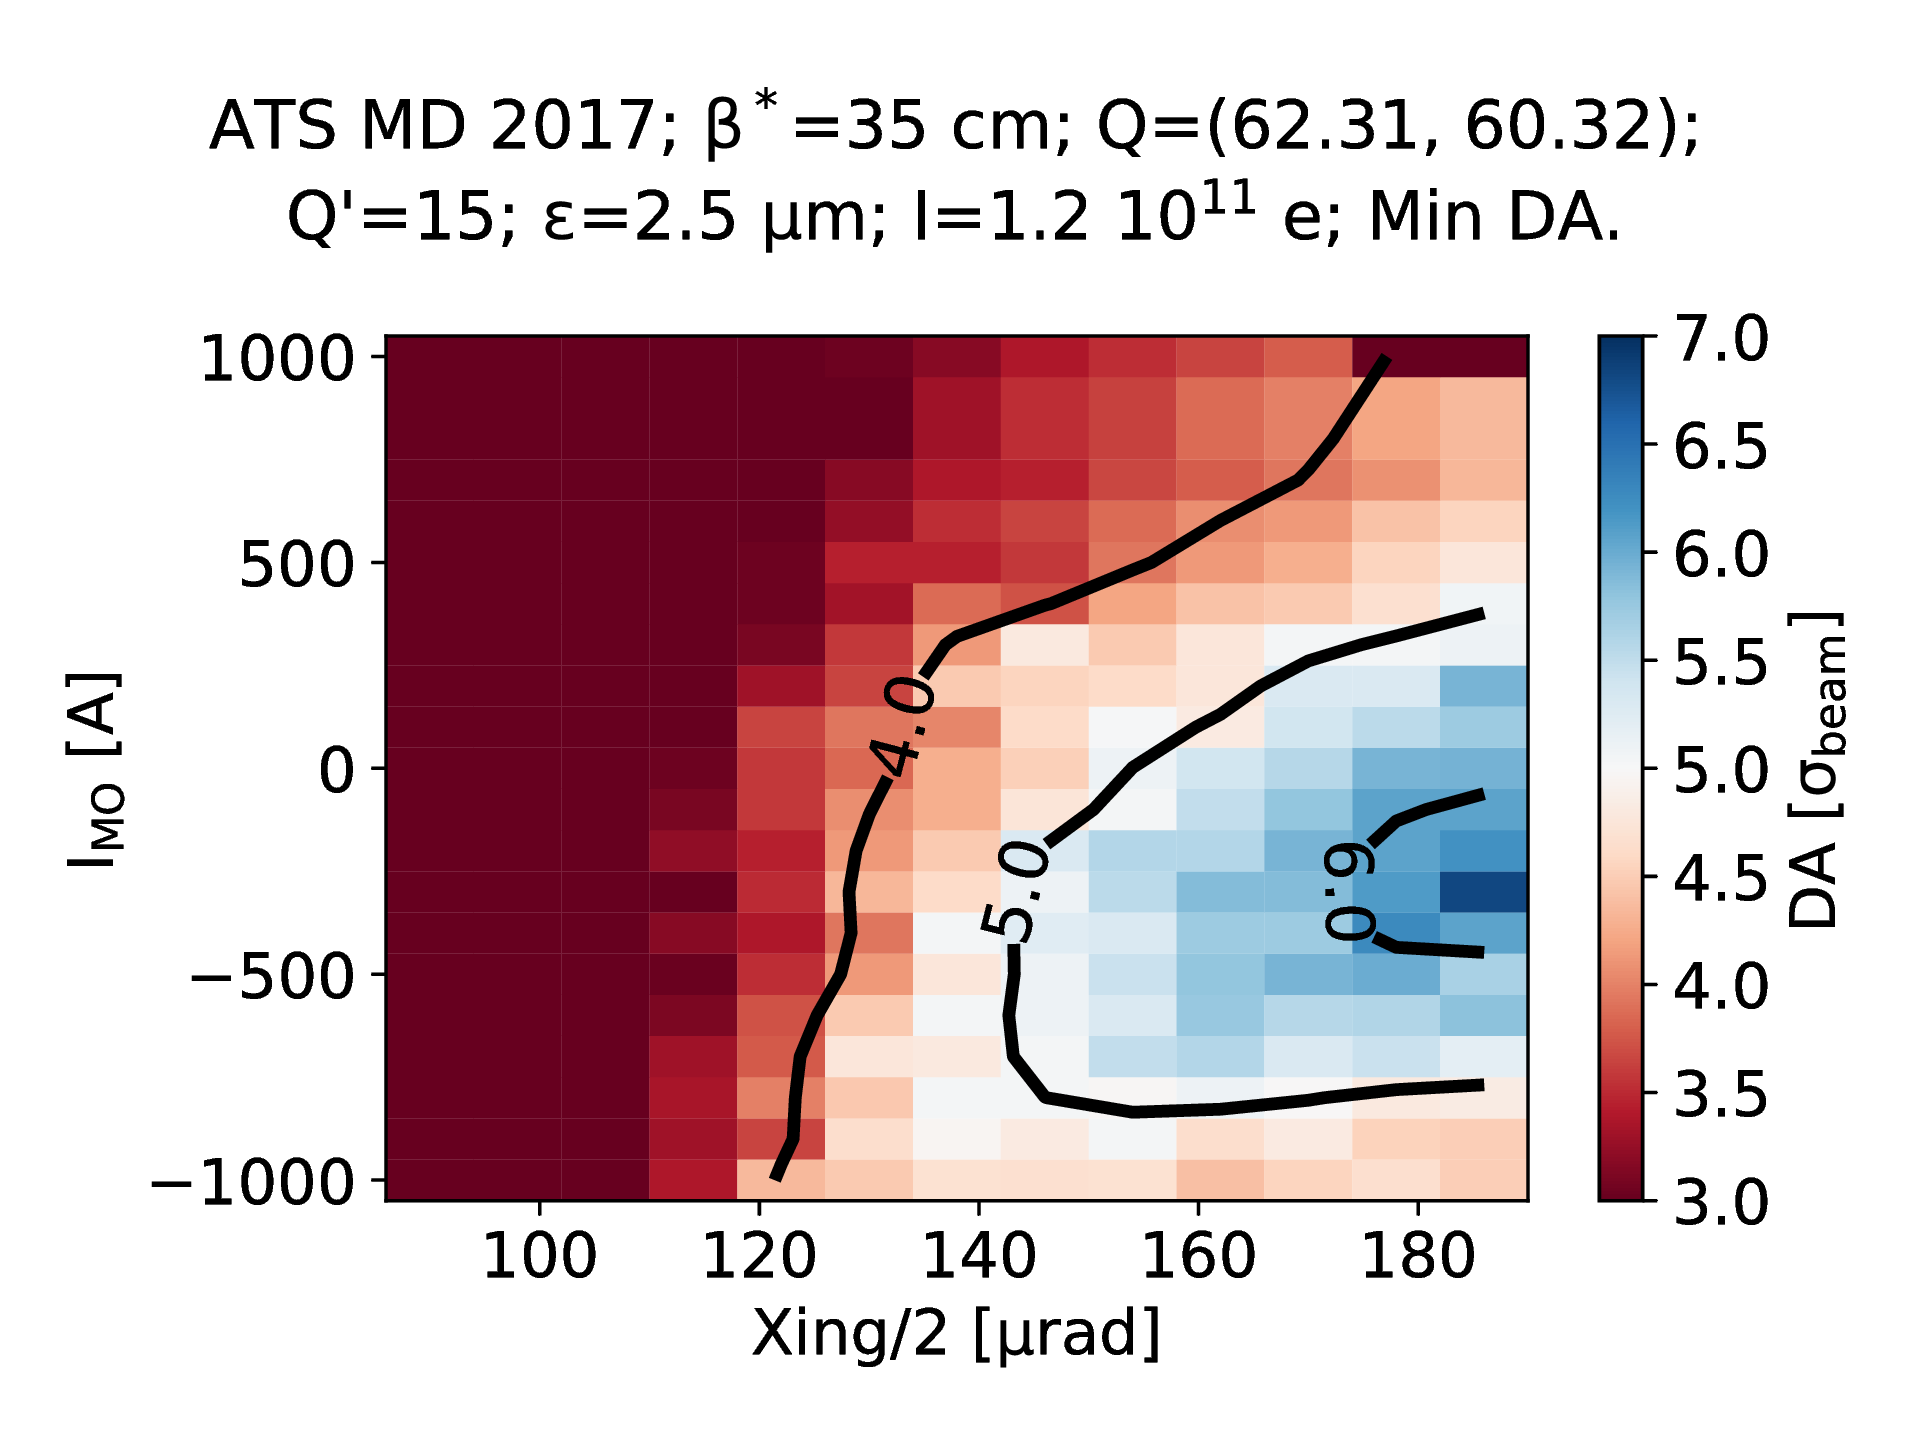 ATS MD 2017; β*=35 cm; Q=(62.31, 60.32);
Q'=15; ε=2.5 μm; I=1.2 10¹¹ e; Min DA.
1000
500
0
−500
−1000
I_MO [A]
4.0
5.0
6.0
100 120 140 160 180
Xing/2 [μrad]
7.0
6.5
6.0
5.5
5.0
4.5
4.0
3.5
3.0
DA [σ_beam]